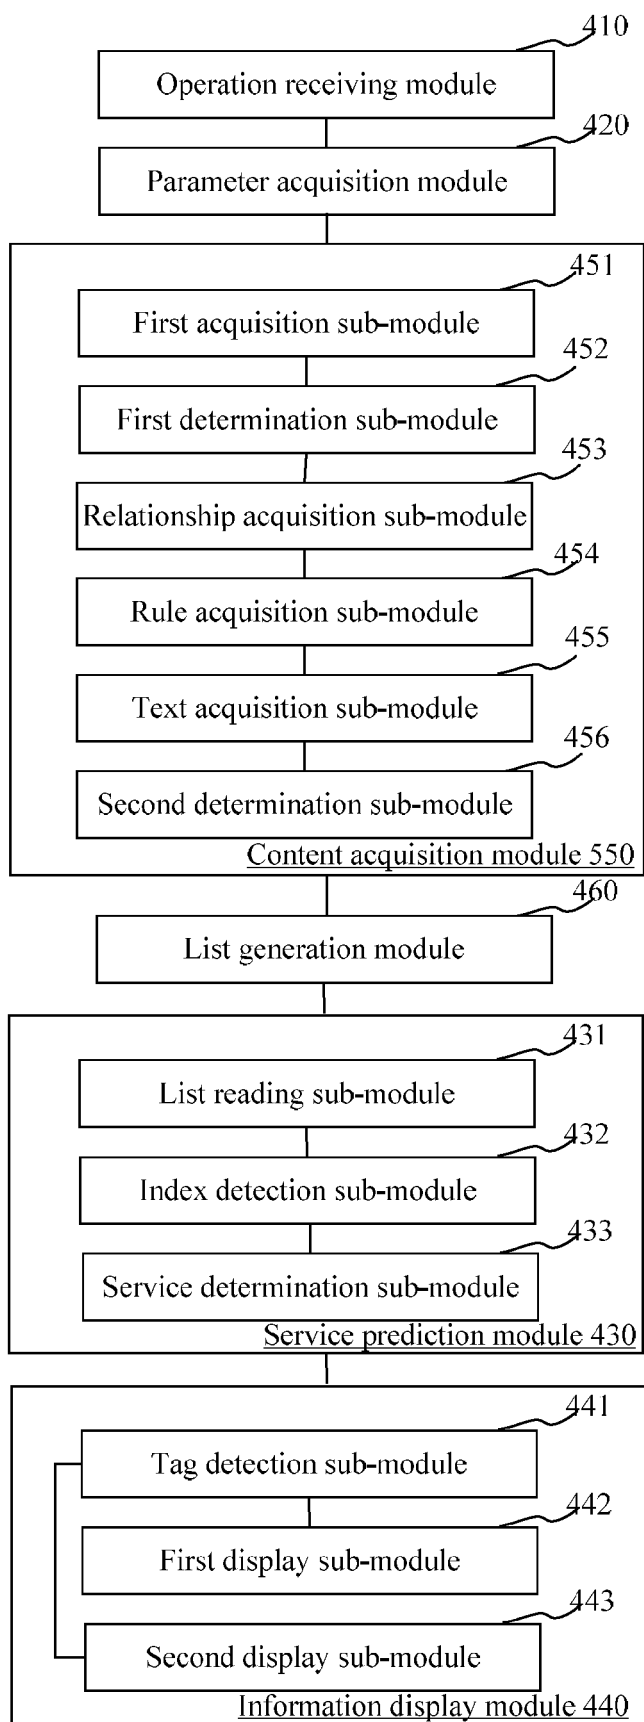 410
Operation receiving module
420
Parameter acquisition module
451
First acquisition sub-module
452
First determination sub-module
453
Relationship acquisition sub-module
454
Rule acquisition sub-module
455
Text acquisition sub-module
456
Second determination sub-module
Content acquisition module 550
460
List generation module
431
List reading sub-module
432
Index detection sub-module
433
Service determination sub-module
Service prediction module 430
441
Tag detection sub-module
442
First display sub-module
443
Second display sub-module
Information display module 440